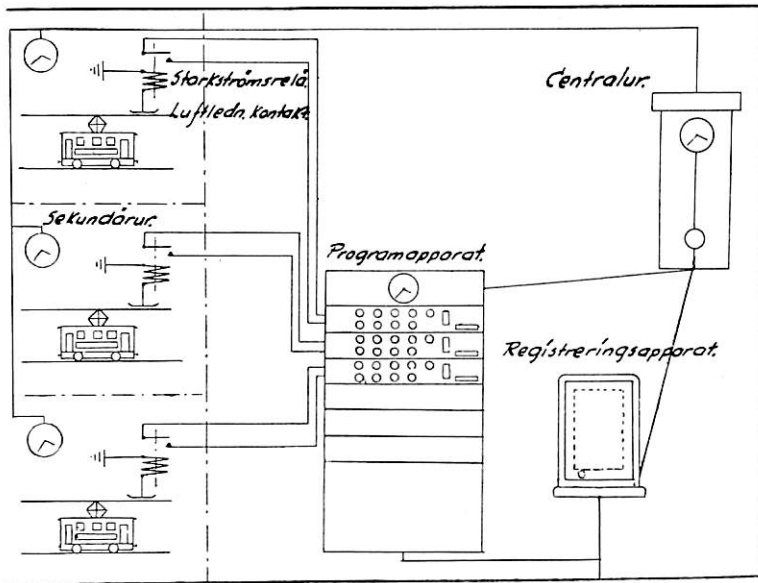 Starkströmsrelä.
Luftledn. Kontakt.
Centralur.
Sekundärur.
Programapparat.
Registreringsapparat.